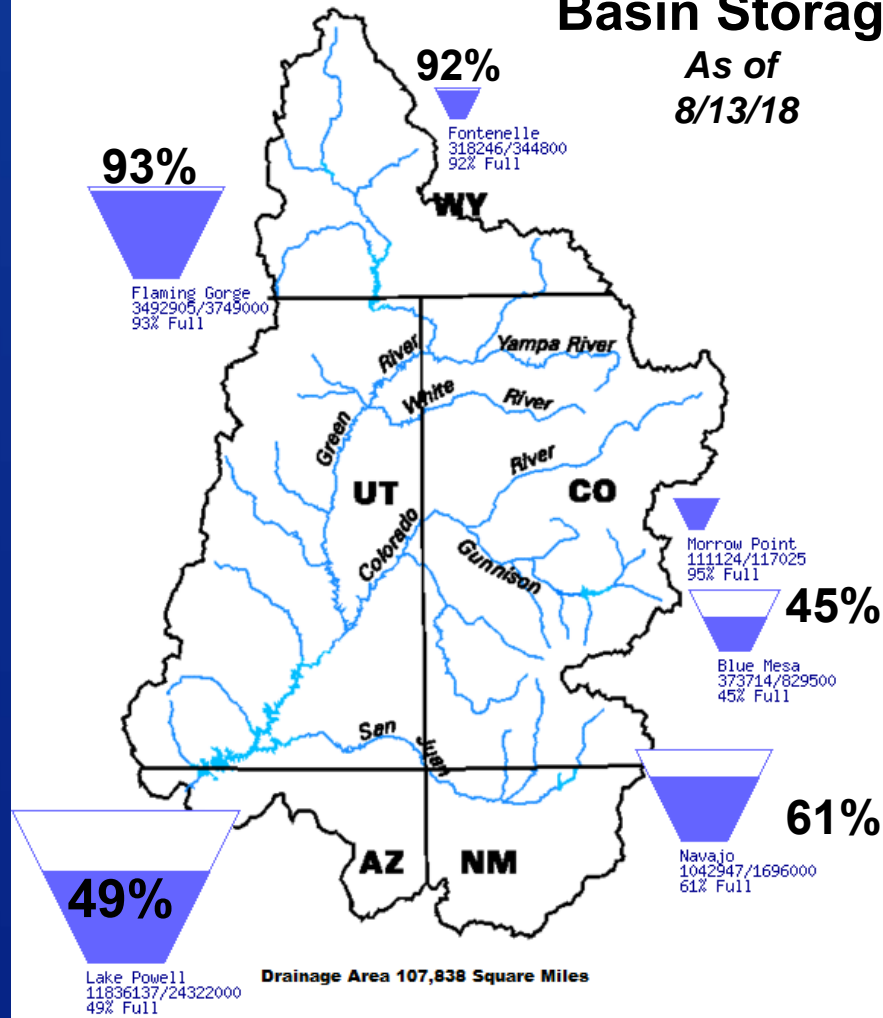 Basin Storag
As of
8/13/18
92%
Fontenelle
318246/344800
92% Full
93%
Flaming Gorge
3492905/3749000
93% Full
WY
Yampa River
River
White
River
Green
River
UT
CO
Colorado
Gunnison
Morrow Point
111124/117025
95% Full
45%
Blue Mesa
373714/829500
45% Full
San
Juan
61%
Navajo
1042947/1696000
61% Full
AZ
NM
49%
Lake Powell
11836137/24322000
49% Full
Drainage Area 107,838 Square Miles